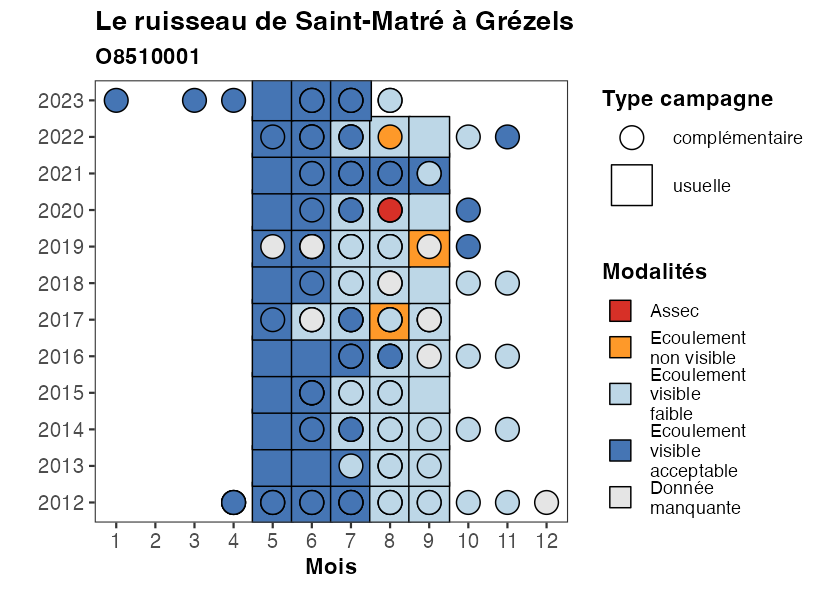 Le ruisseau de Saint-Matré à Grézels
O8510001
2023
2022
2021
2020
2019
2018
2017
2016
2015
2014
2013
2012
1 2 3 4 5 6 7 8 9 10 11 12
Mois
Type campagne
complémentaire
usuelle
Modalités
Assec
Ecoulement
non visible
Ecoulement
visible
faible
Ecoulement
visible
acceptable
Donnée
manquante